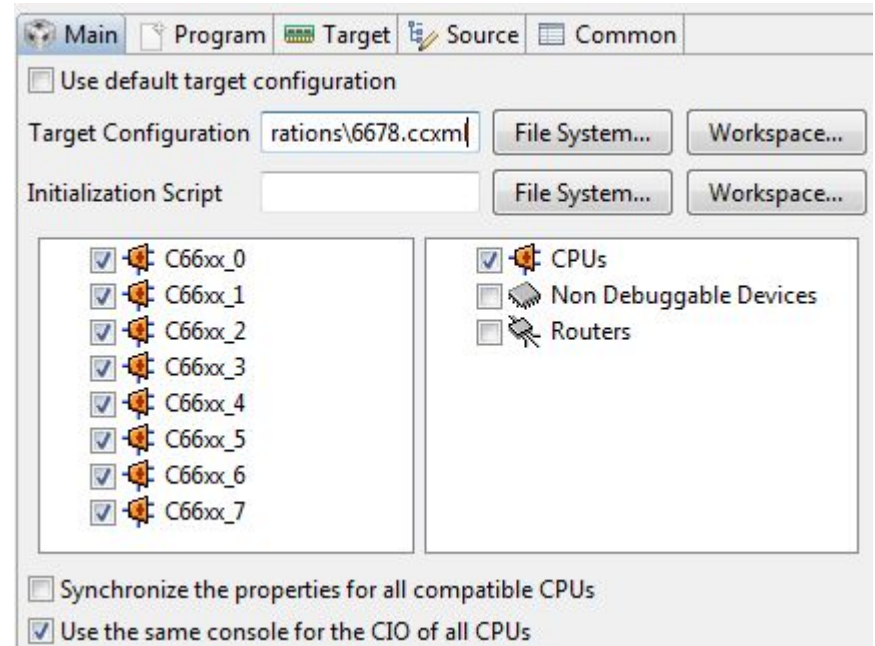 Main Program Target Source Common
Use default target configuration
Target Configuration rations\6678.ccxml File System... Workspace...
Initialization Script File System... Workspace...
C66xx_0
C66xx_1
C66xx_2
C66xx_3
C66xx_4
C66xx_5
C66xx_6
C66xx_7
CPUs
Non Debuggable Devices
Routers
Synchronize the properties for all compatible CPUs
Use the same console for the CIO of all CPUs